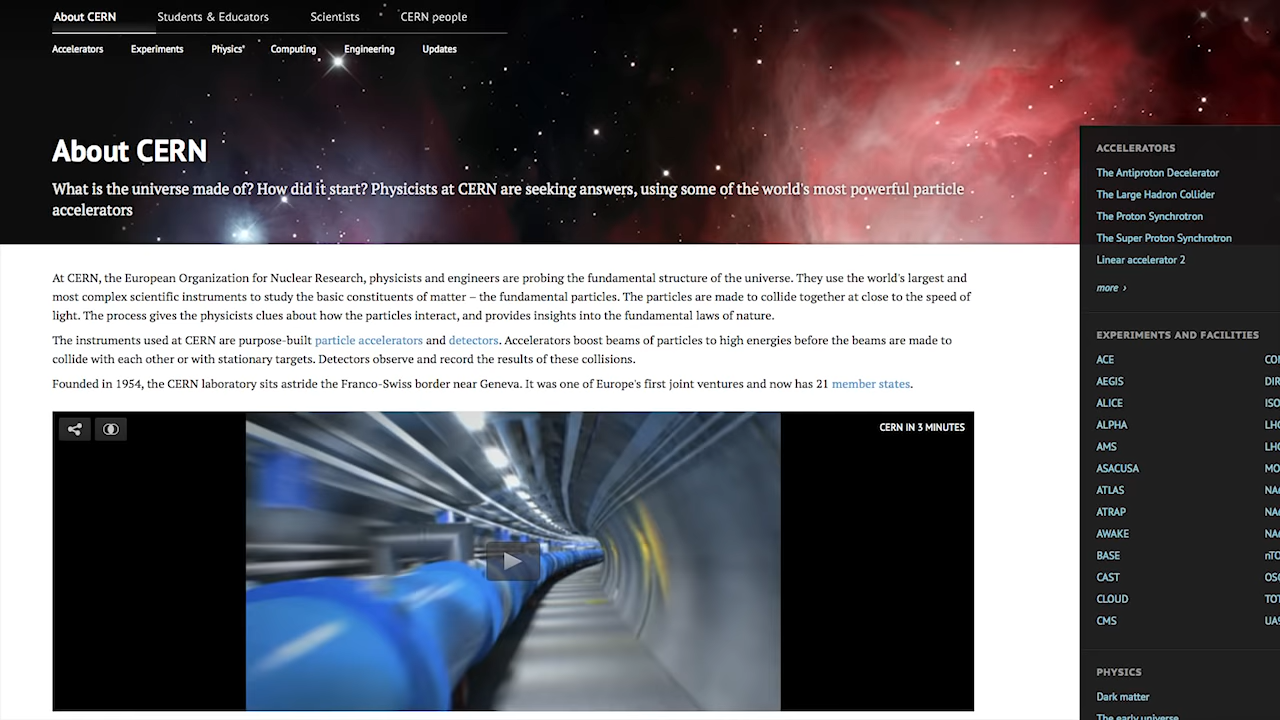 About CERN
Students & Educators
Scientists
CERN people
Accelerators
Experiments
Physics
Computing
Engineering
Updates
About CERN
What is the universe made of? How did it start? Physicists at CERN are seeking answers, using some of the world's most powerful particle
accelerators
At CERN, the European Organization for Nuclear Research, physicists and engineers are probing the fundamental structure of the universe. They use the world's largest and
most complex scientific instruments to study the basic constituents of matter – the fundamental particles. The particles are made to collide together at close to the speed of
light. The process gives the physicists clues about how the particles interact, and provides insights into the fundamental laws of nature.
The instruments used at CERN are purpose-built particle accelerators and detectors. Accelerators boost beams of particles to high energies before the beams are made to
collide with each other or with stationary targets. Detectors observe and record the results of these collisions.
Founded in 1954, the CERN laboratory sits astride the Franco-Swiss border near Geneva. It was one of Europe's first joint ventures and now has 21 member states.
CERN IN 3 MINUTES
ACCELERATORS
The Antiproton Decelerator
The Large Hadron Collider
The Proton Synchrotron
The Super Proton Synchrotron
Linear accelerator 2
more ›
EXPERIMENTS AND FACILITIES
ACE
AEGIS
ALICE
ALPHA
AMS
ASACUSA
ATLAS
ATRAP
AWAKE
BASE
CAST
CLOUD
CMS
PHYSICS
Dark matter
The early universe